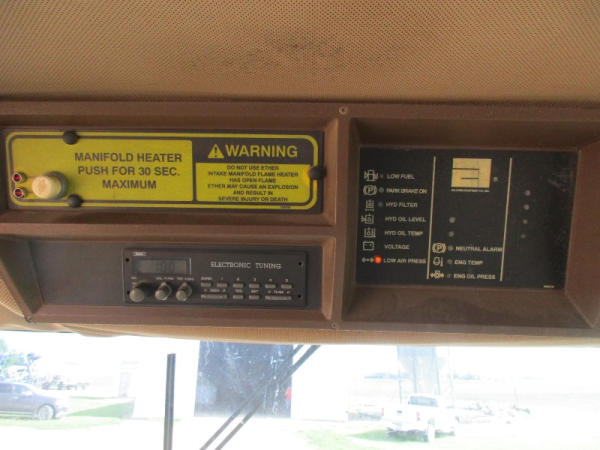 MANIFOLD HEATER
PUSH FOR 30 SEC.
MAXIMUM
WARNING
DO NOT USE ETHER
INTAKE MANIFOLD FLAME HEATER
HAS OPEN FLAME
ETHER MAY CAUSE AN EXPLOSION
AND RESULT IN
SEVERE INJURY OR DEATH
ELECTRONIC TUNING
LOW FUEL
PARK BRAKE ON
HYD FILTER
HYD OIL LEVEL
HYD OIL TEMP
VOLTAGE
LOW AIR PRESS
NEUTRAL ALARM
ENG TEMP
ENG OIL PRESS